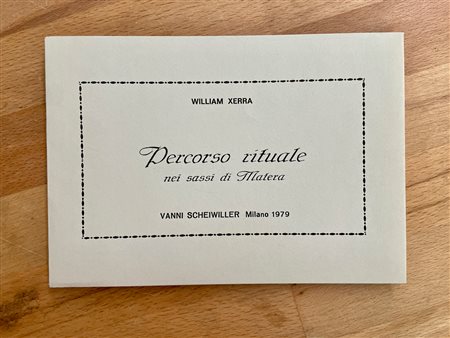 WILLIAM XERRA
Percorso rituale
nei sassi di Matera
VANNI SCHEIWILLER Milano 1979